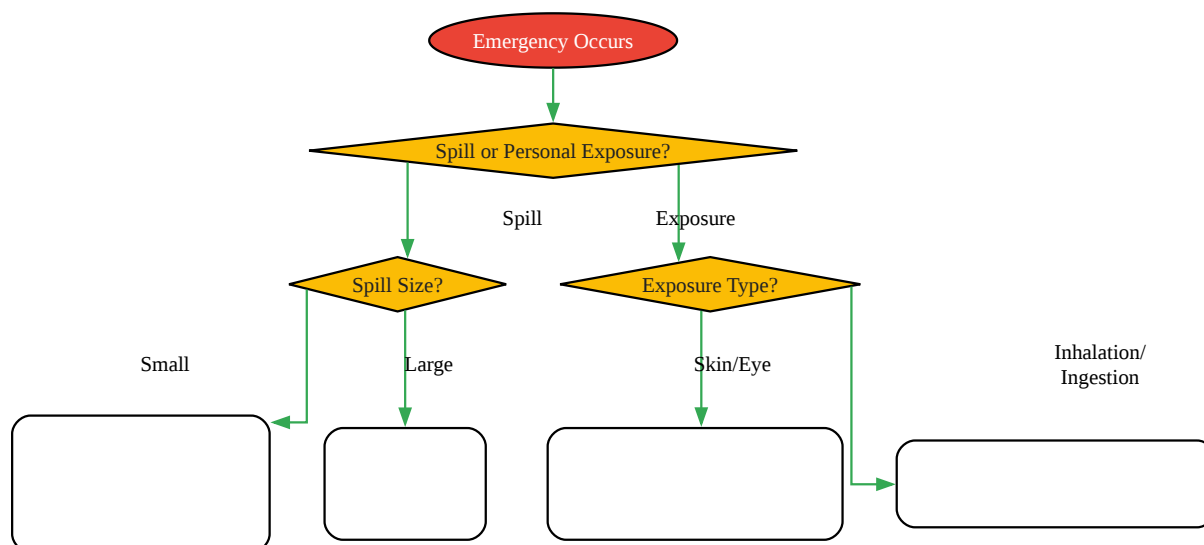 Emergency Occurs
Spill or Personal Exposure?
Spill
Exposure
Spill Size?
Exposure Type?
Small
Large
Skin/Eye
Inhalation/
Ingestion